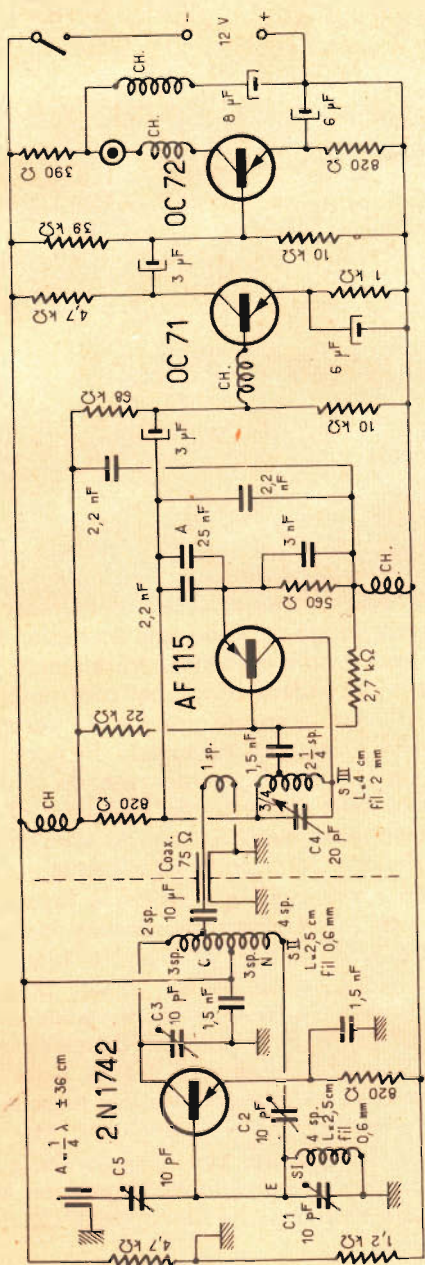 A = 1/4 λ ± 36 cm
4,7 kΩ
1,2 kΩ
C5
10 pF
2N1742
E
C1
10 pF
SI
4 sp.
L=2,5cm
fil
0,6 mm
C2
10 pF
820 Ω
1,5 nF
C3
10 pF
1,5 nF
2 sp.
3 sp.
C
3 sp.
N
4 sp.
S II
L=2,5 cm
fil 0,6 mm
10 µF
Coax.
75 Ω
1 sp.
CH
820 Ω
22 kΩ
3/4
1,5 nF
2 1/4 sp.
C4
20 pF
S III
L=4 cm
fil 2 mm
AF 115
2,7 kΩ
2,2 nF
A
25 nF
560 Ω
3 nF
CH.
2,2 nF
2,2 nF
3 µF
68 kΩ
10 kΩ
CH.
OC 71
4,7 kΩ
3 µF
6 µF
1 kΩ
39 kΩ
10 kΩ
OC 72
390 Ω
CH.
CH.
820 Ω
8 µF
6 µF
-
12 V
+